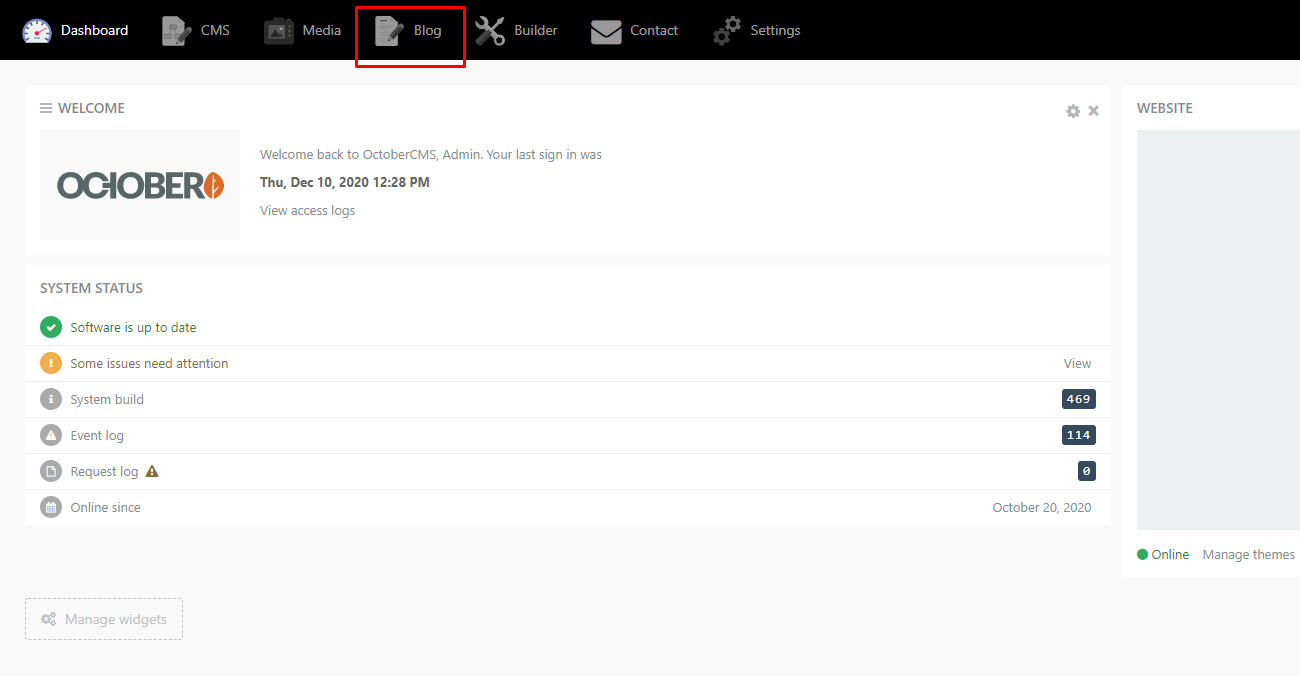 Dashboard CMS Media Blog Builder Contact Settings
WELCOME
OCTOBER
Welcome back to OctoberCMS, Admin. Your last sign in was
Thu, Dec 10, 2020 12:28 PM
View access logs
WEBSITE
SYSTEM STATUS
Software is up to date
Some issues need attention View
System build 469
Event log 114
Request log 0
Online since October 20, 2020
Online Manage themes
Manage widgets